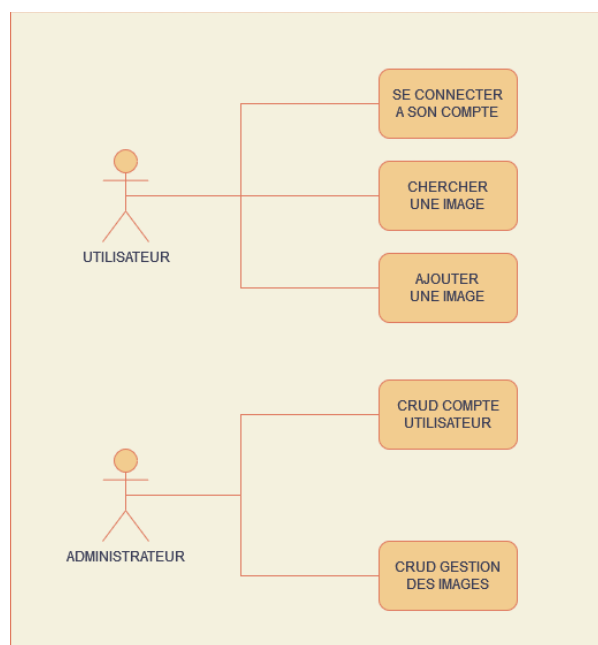 SE CONNECTER
A SON COMPTE
CHERCHER
UNE IMAGE
UTILISATEUR
AJOUTER
UNE IMAGE
CRUD COMPTE
UTILISATEUR
ADMINISTRATEUR
CRUD GESTION
DES IMAGES